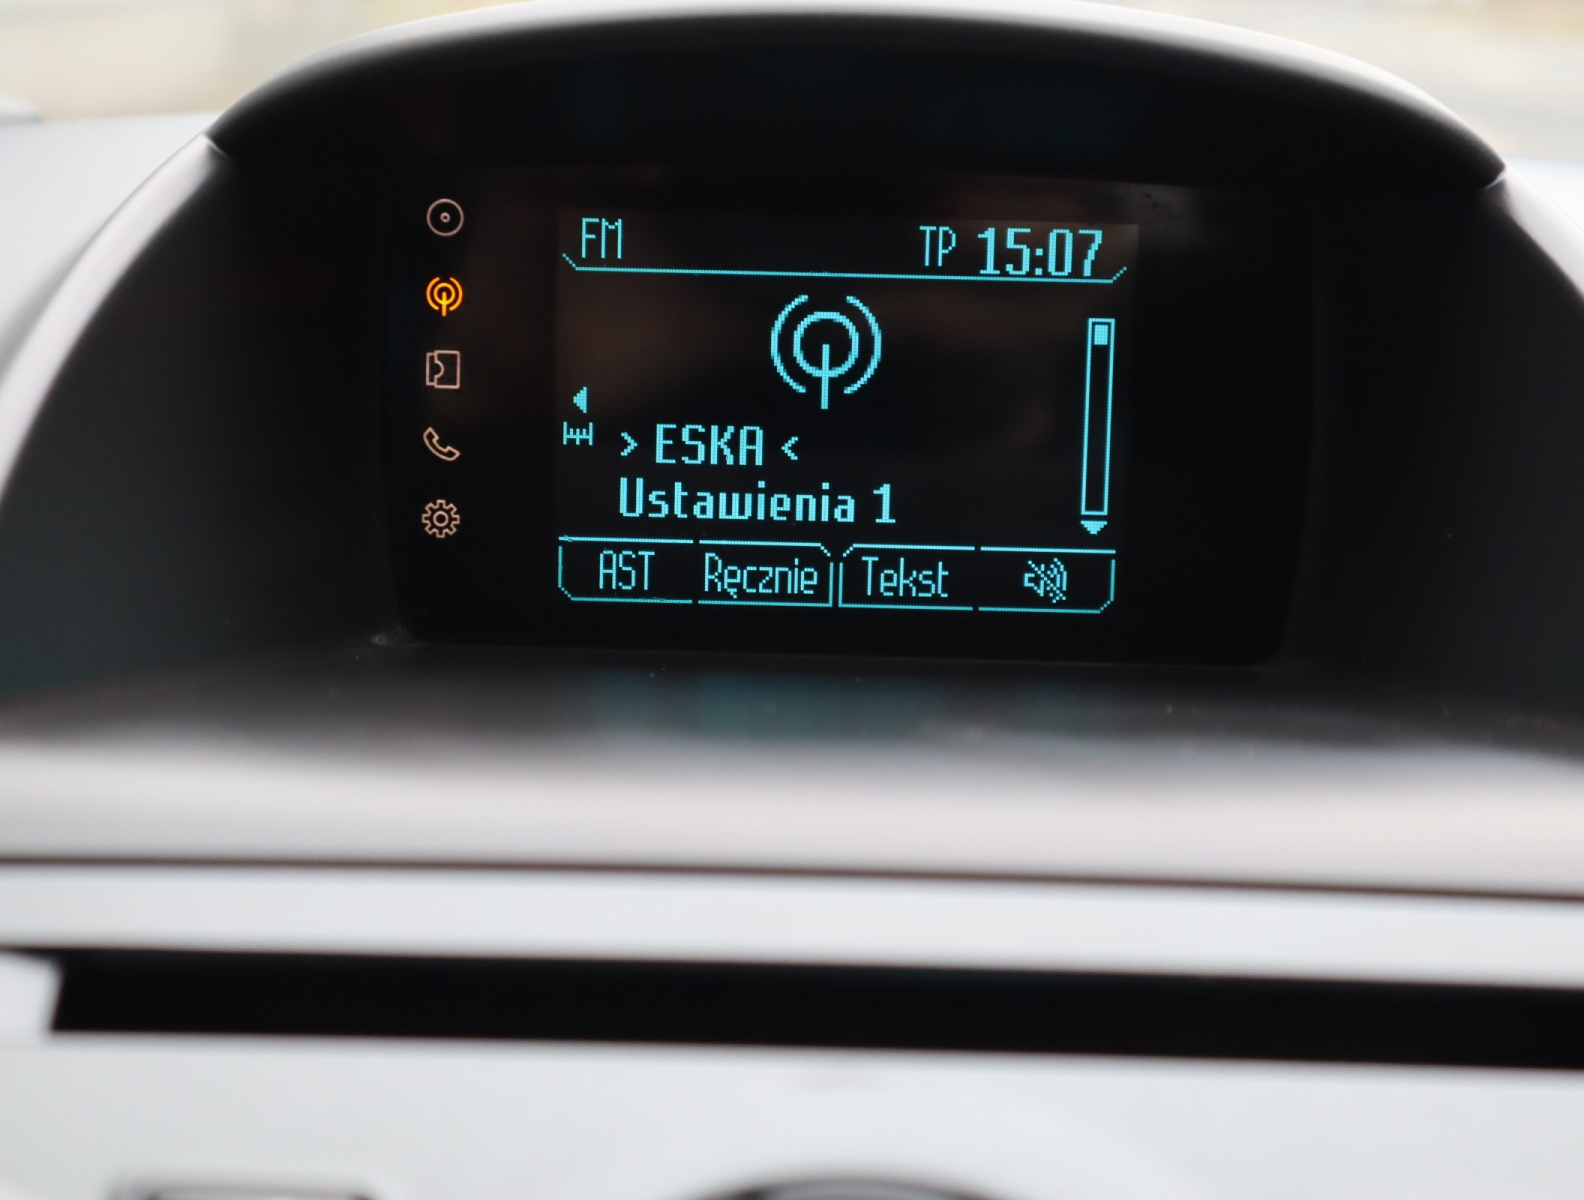 FM TP 15:07
> ESKA <
Ustawienia 1
AST Ręcznie Tekst